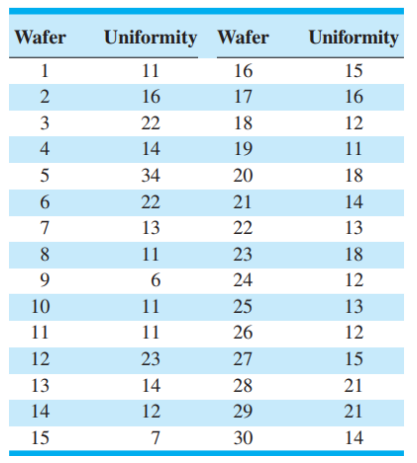 Wafer Uniformity Wafer Uniformity
1 11 16 15
2 16 17 16
3 22 18 12
4 14 19 11
5 34 20 18
6 22 21 14
7 13 22 13
8 11 23 18
9 6 24 12
10 11 25 13
11 11 26 12
12 23 27 15
13 14 28 21
14 12 29 21
15 7 30 14